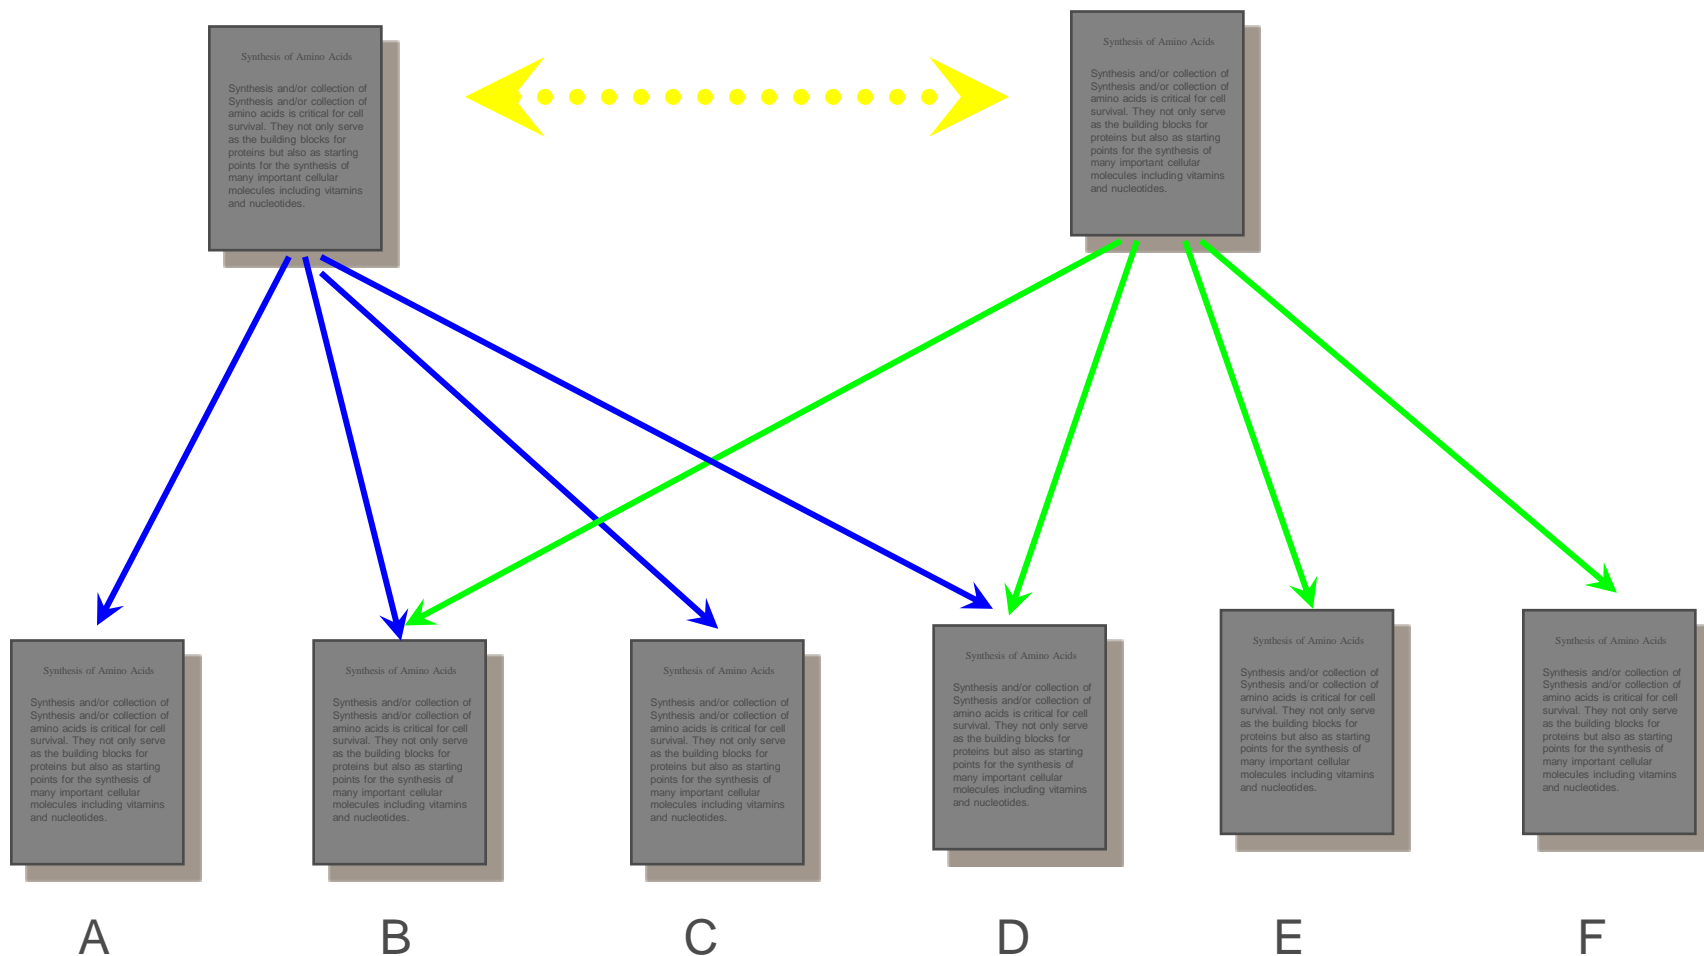 Synthesis of Amino Acids
Synthesis and/or collection of
Synthesis and/or collection of
amino acids is critical for cell
survival. They not only serve
as the building blocks for
proteins but also as starting
points for the synthesis of
many important cellular
molecules including vitamins
and nucleotides.
Synthesis of Amino Acids
Synthesis and/or collection of
Synthesis and/or collection of
amino acids is critical for cell
survival. They not only serve
as the building blocks for
proteins but also as starting
points for the synthesis of
many important cellular
molecules including vitamins
and nucleotides.
Synthesis of Amino Acids
Synthesis and/or collection of
Synthesis and/or collection of
amino acids is critical for cell
survival. They not only serve
as the building blocks for
proteins but also as starting
points for the synthesis of
many important cellular
molecules including vitamins
and nucleotides.
Synthesis of Amino Acids
Synthesis and/or collection of
Synthesis and/or collection of
amino acids is critical for cell
survival. They not only serve
as the building blocks for
proteins but also as starting
points for the synthesis of
many important cellular
molecules including vitamins
and nucleotides.
Synthesis of Amino Acids
Synthesis and/or collection of
Synthesis and/or collection of
amino acids is critical for cell
survival. They not only serve
as the building blocks for
proteins but also as starting
points for the synthesis of
many important cellular
molecules including vitamins
and nucleotides.
Synthesis of Amino Acids
Synthesis and/or collection of
Synthesis and/or collection of
amino acids is critical for cell
survival. They not only serve
as the building blocks for
proteins but also as starting
points for the synthesis of
many important cellular
molecules including vitamins
and nucleotides.
Synthesis of Amino Acids
Synthesis and/or collection of
Synthesis and/or collection of
amino acids is critical for cell
survival. They not only serve
as the building blocks for
proteins but also as starting
points for the synthesis of
many important cellular
molecules including vitamins
and nucleotides.
Synthesis of Amino Acids
Synthesis and/or collection of
Synthesis and/or collection of
amino acids is critical for cell
survival. They not only serve
as the building blocks for
proteins but also as starting
points for the synthesis of
many important cellular
molecules including vitamins
and nucleotides.
A B C D E F